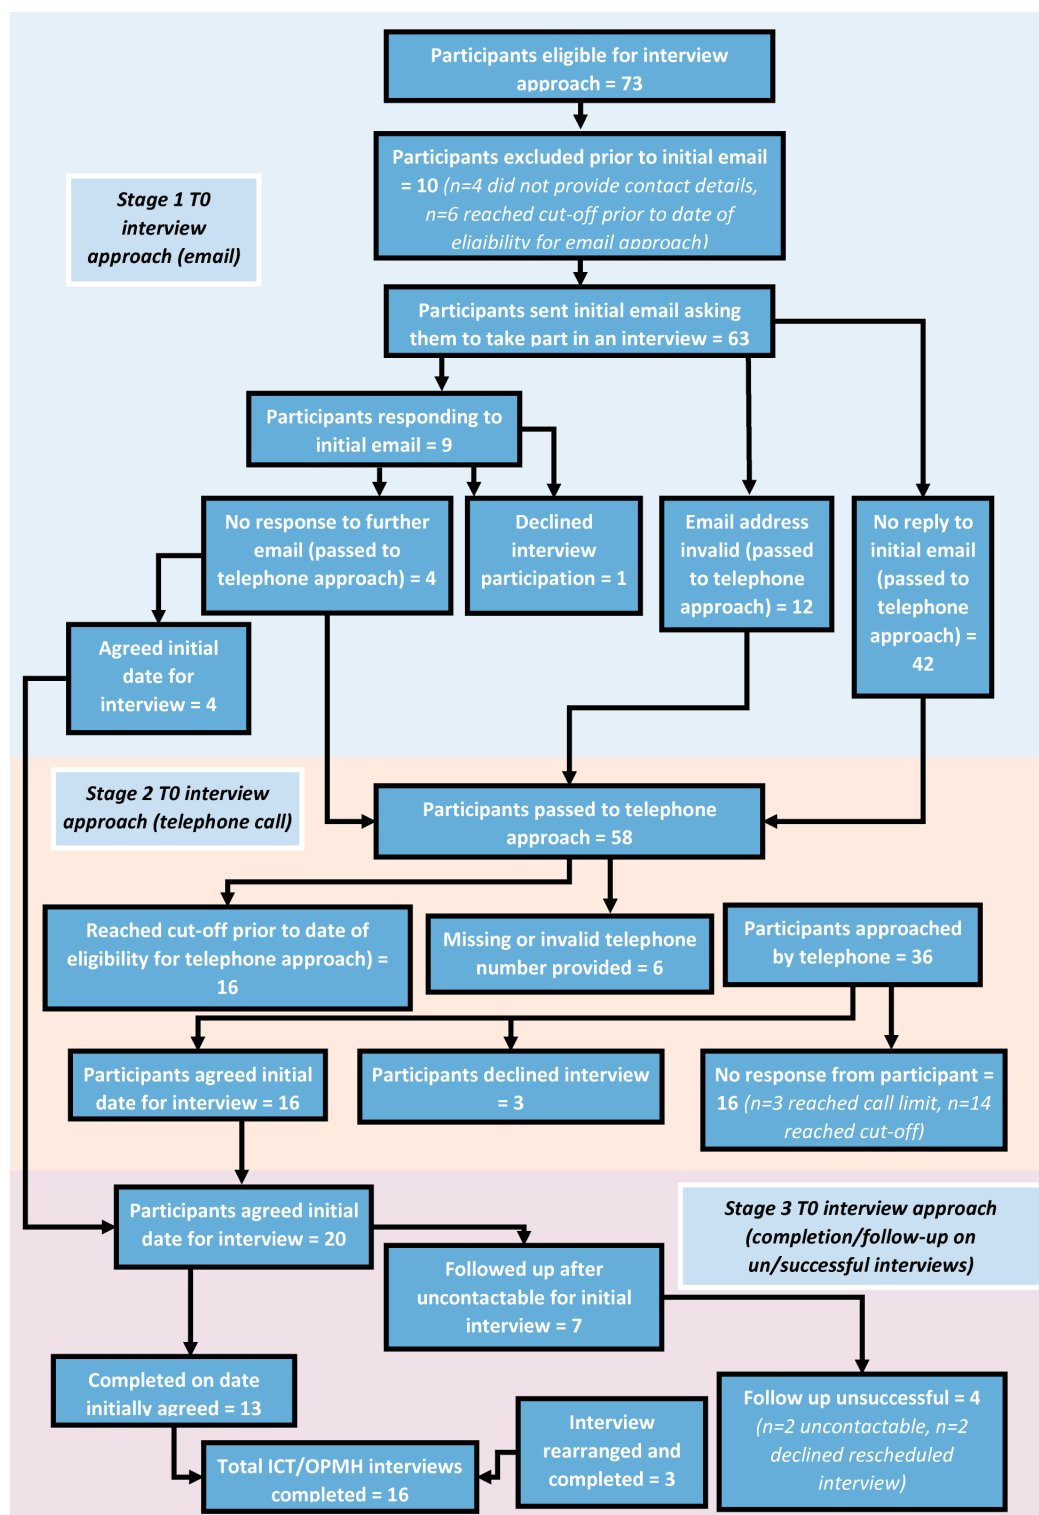 Participants eligible for interview
approach = 73
Participants excluded prior to initial email
= 10 (n=4 did not provide contact details,
n=6 reached cut-off prior to date of
eligibility for email approach)
Stage 1 T0
interview
approach (email)
Participants sent initial email asking
them to take part in an interview = 63
Participants responding to
initial email = 9
No response to further
email (passed to
telephone approach) = 4
Declined
interview
participation = 1
Email address
invalid (passed
to telephone
approach) = 12
No reply to
initial email
(passed to
telephone
approach) =
42
Agreed initial
date for
interview = 4
Stage 2 T0 interview
approach (telephone call)
Participants passed to telephone
approach = 58
Reached cut-off prior to date of
eligibility for telephone approach) =
16
Missing or invalid telephone
number provided = 6
Participants approached
by telephone = 36
Participants agreed initial
date for interview = 16
Participants declined interview
= 3
No response from participant =
16 (n=3 reached call limit, n=14
reached cut-off)
Participants agreed initial
date for interview = 20
Stage 3 T0 interview approach
(completion/follow-up on
un/successful interviews)
Followed up after
uncontactable for initial
interview = 7
Completed on date
initially agreed = 13
Interview
rearranged and
completed = 3
Follow up unsuccessful = 4
(n=2 uncontactable, n=2
declined rescheduled
interview)
Total ICT/OPMH interviews
completed = 16